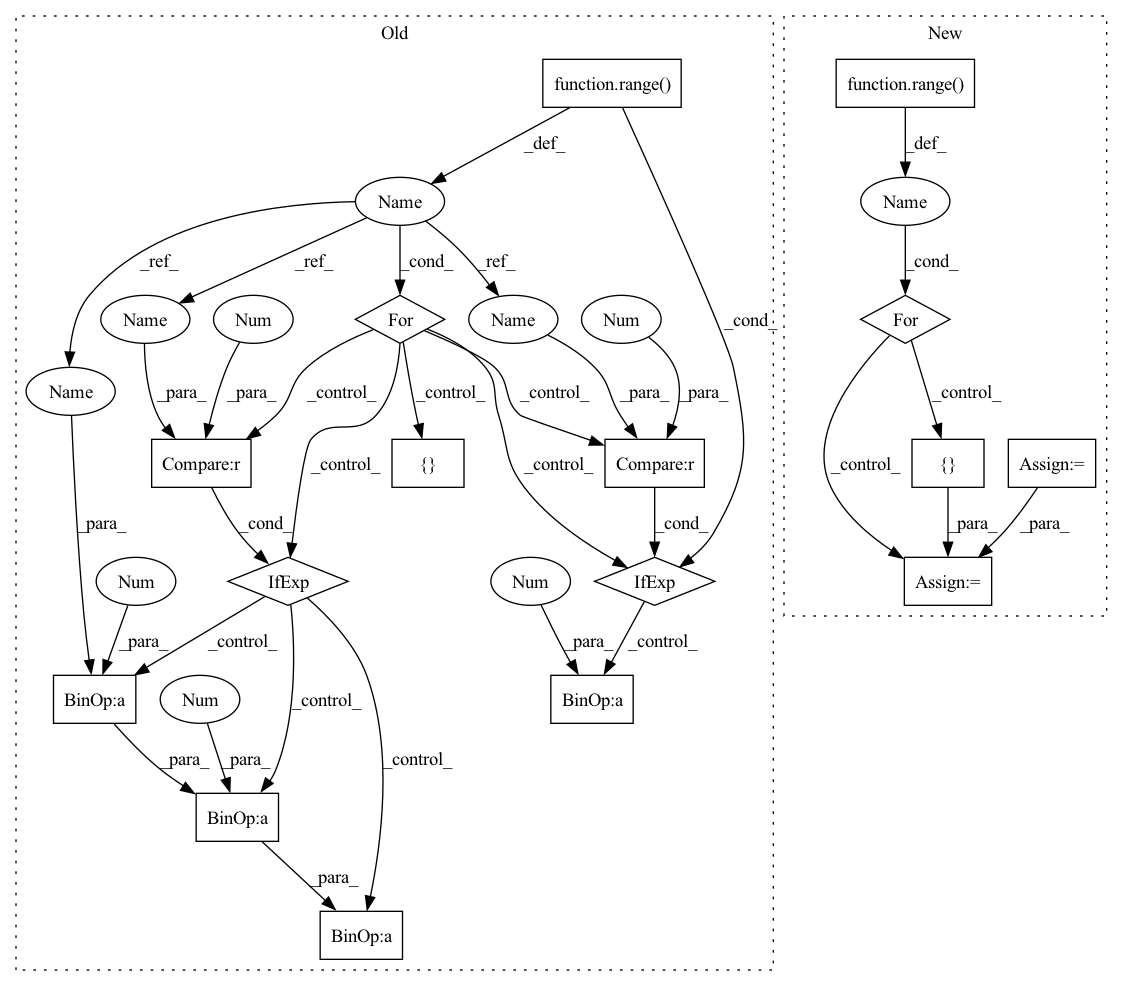 Old
New
function.range()
function.range()
_def_
_def_
Name
Name
_ref_
_ref_
_cond_
_ref_
_cond_
Name
Num
For
Name
Num
_cond_
For
Name
_para_
_para_
_control_
_control_
_control_
_para_
_para_
_control_
Compare:r
{}
Compare:r
{}
Assign:=
_para_
_control_
_cond_
_control_
_cond_
_control_
_para_
_para_
Num
IfExp
Num
IfExp
Assign:=
_para_
_control_
_para_
_control_
BinOp:a
Num
_control_
BinOp:a
_para_
_para_
_control_
BinOp:a
_para_
BinOp:a